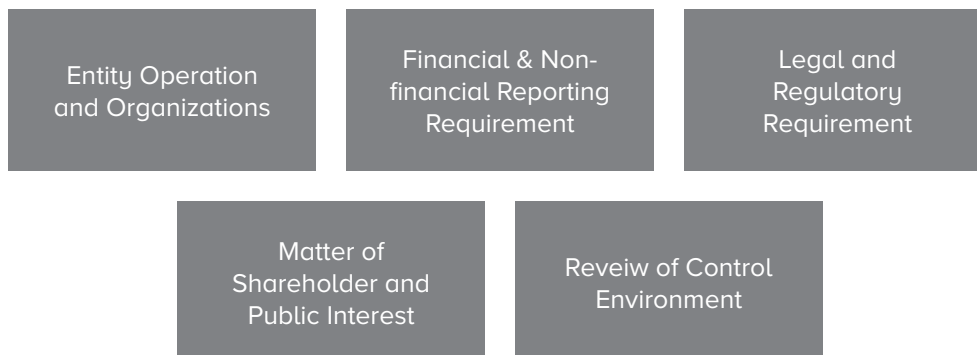 Entity Operation
and Organizations
Financial & Non-
financial Reporting
Requirement
Legal and
Regulatory
Requirement
Matter of
Shareholder and
Public Interest
Reveiw of Control
Environment